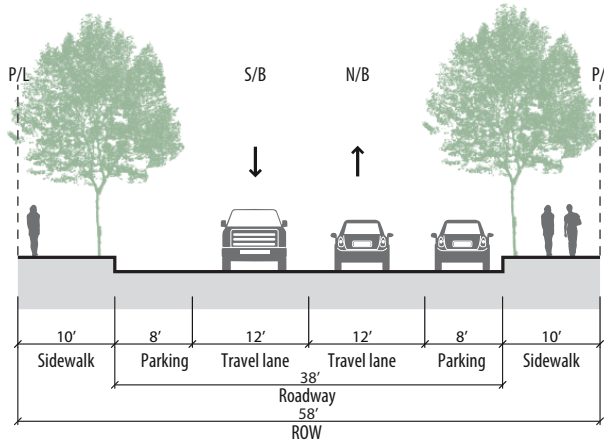 P/L S/B N/B P/
10' 8' 12' 12' 8' 10'
Sidewalk Parking Travel lane Travel lane Parking Sidewalk
38'
Roadway
58'
ROW